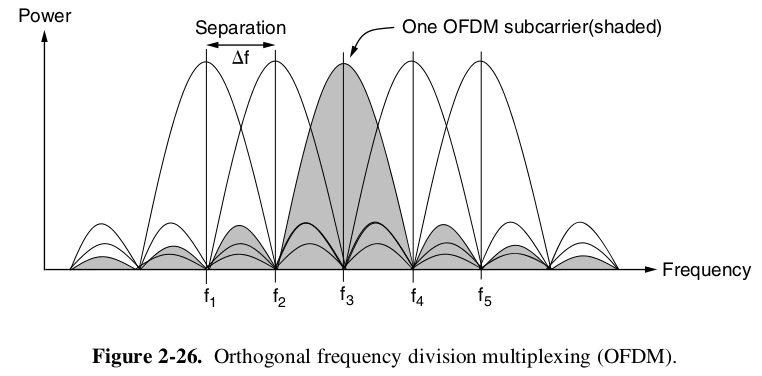 Power
Separation
Δf
One OFDM subcarrier(shaded)
Frequency
f1 f2 f3 f4 f5
Figure 2-26. Orthogonal frequency division multiplexing (OFDM).